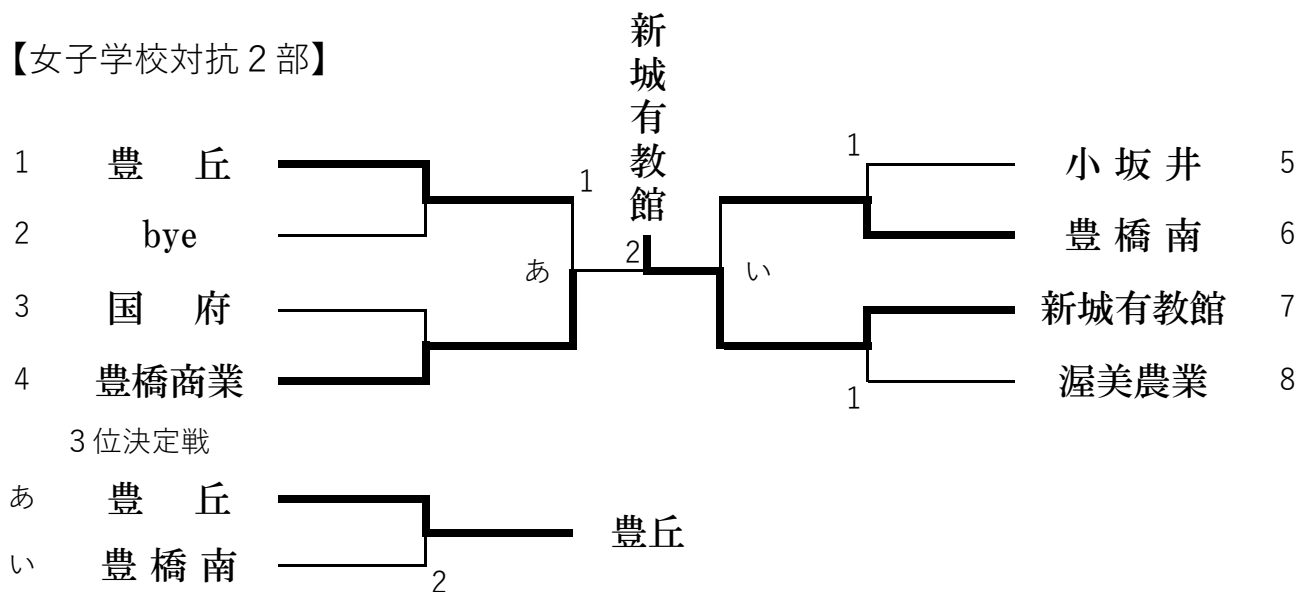 【女子学校対抗２部】
新城有教館
1 豊 丘
2 bye
3 国 府
4 豊橋商業
1
あ
2
い
1
小坂井 5
豊橋南 6
新城有教館 7
渥美農業 8
1
３位決定戦
あ 豊 丘
い 豊橋南
2
豊丘